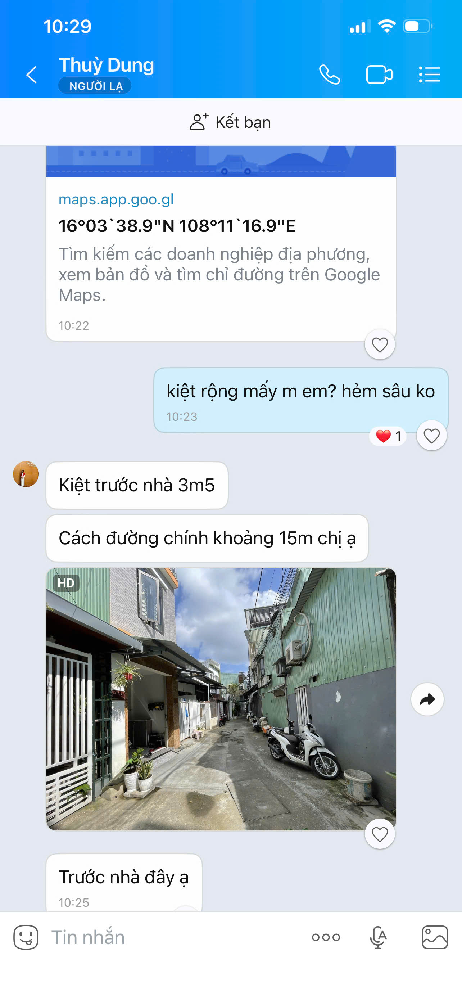 10:29
Thuỳ Dung
NGƯỜI LẠ
Kết bạn
maps.app.goo.gl
16°03`38.9"N 108°11`16.9"E
Tìm kiếm các doanh nghiệp địa phương,
xem bản đồ và tìm chỉ đường trên Google
Maps.
10:22
kiệt rộng mấy m em? hẻm sâu ko
10:23
1
Kiệt trước nhà 3m5
Cách đường chính khoảng 15m chị ạ
HD
Trước nhà đây ạ
10:25
Tin nhắn